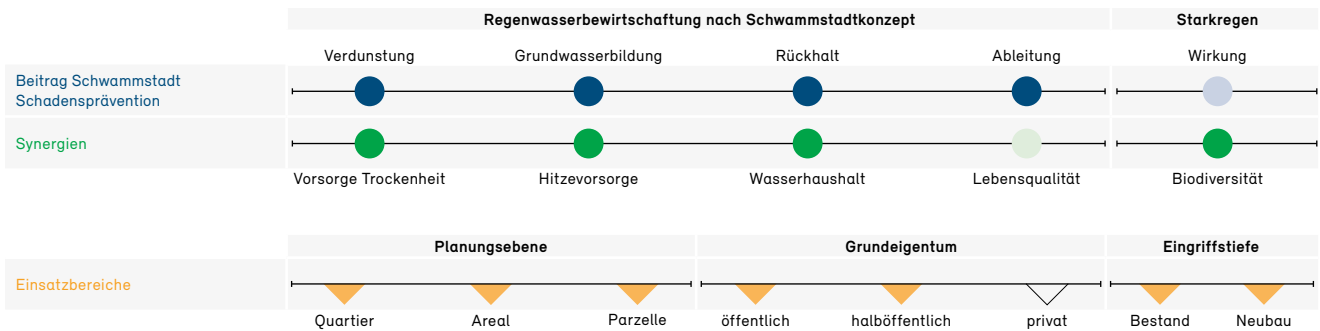 Regenwasserbewirtschaftung nach Schwammstadtkonzept
Starkregen
Verdunstung
Grundwasserbildung
Rückhalt
Ableitung
Wirkung
Beitrag Schwammstadt
Schadensprävention
Synergien
Vorsorge Trockenheit
Hitzevorsorge
Wasserhaushalt
Lebensqualität
Biodiversität
Planungsebene
Grundeigentum
Eingriffstiefe
Einsatzbereiche
Quartier
Areal
Parzelle
öffentlich
halböffentlich
privat
Bestand
Neubau